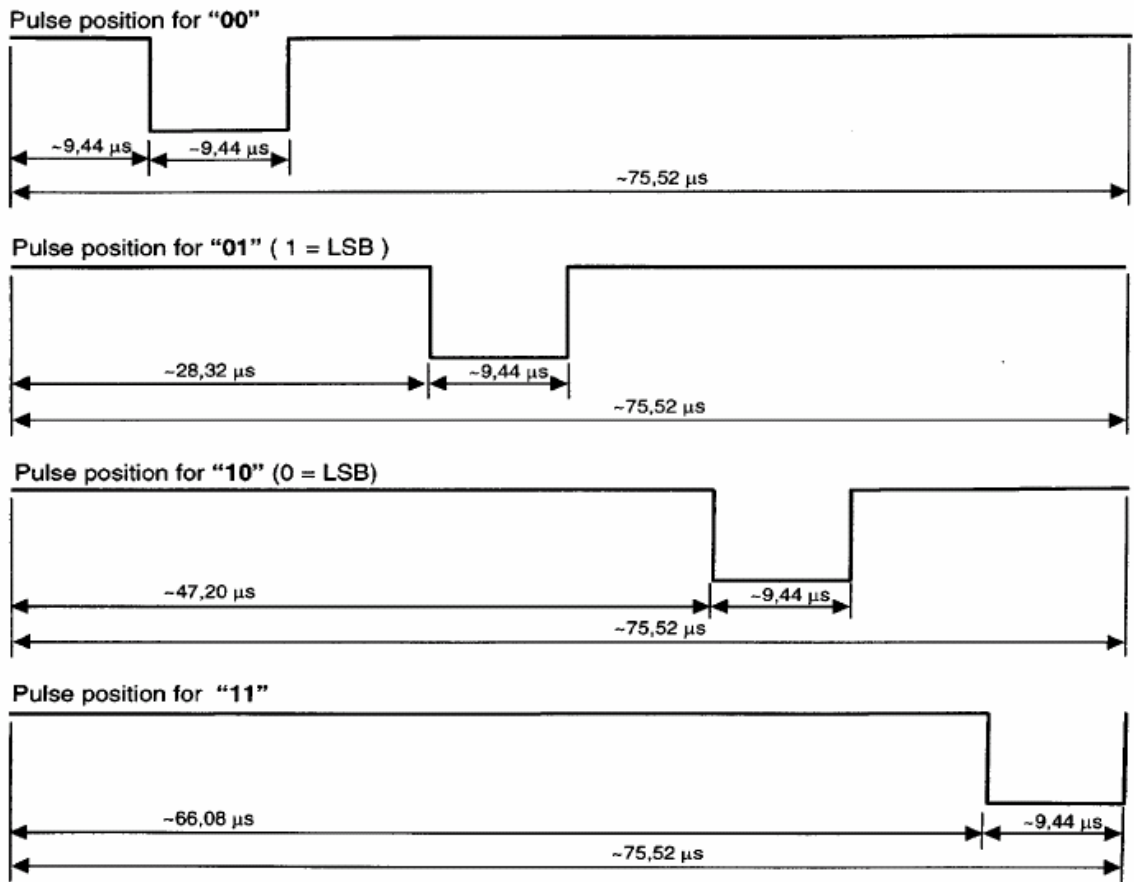 Pulse position for "00"
~9,44 µs
~9,44 µs
~75,52 µs
Pulse position for "01" ( 1 = LSB )
~28,32 µs
~9,44 µs
~75,52 µs
Pulse position for "10" (0 = LSB)
~47,20 µs
~9,44 µs
~75,52 µs
Pulse position for "11"
~66,08 µs
~9,44 µs
~75,52 µs